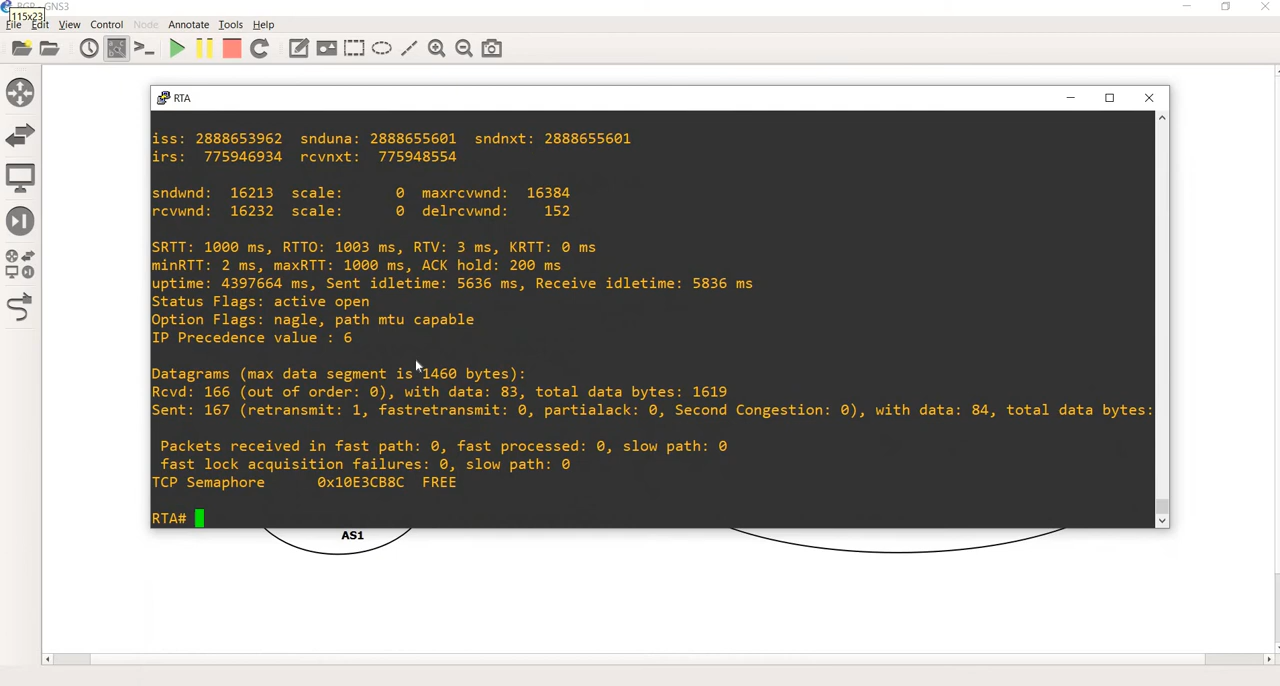 BGP - GNS3
115x23
File Edit View Control Node Annotate Tools Help
RTA
iss: 2888653962 snduna: 2888655601 sndnxt: 2888655601
irs: 775946934 rcvnxt: 775948554
sndwnd: 16213 scale: 0 maxrcvwnd: 16384
rcvwnd: 16232 scale: 0 delrcvwnd: 152
SRTT: 1000 ms, RTTO: 1003 ms, RTV: 3 ms, KRTT: 0 ms
minRTT: 2 ms, maxRTT: 1000 ms, ACK hold: 200 ms
uptime: 4397664 ms, Sent idletime: 5636 ms, Receive idletime: 5836 ms
Status Flags: active open
Option Flags: nagle, path mtu capable
IP Precedence value : 6
Datagrams (max data segment is 1460 bytes):
Rcvd: 166 (out of order: 0), with data: 83, total data bytes: 1619
Sent: 167 (retransmit: 1, fastretransmit: 0, partialack: 0, Second Congestion: 0), with data: 84, total data bytes:
Packets received in fast path: 0, fast processed: 0, slow path: 0
fast lock acquisition failures: 0, slow path: 0
TCP Semaphore 0x10E3CB8C FREE
RTA#
AS1